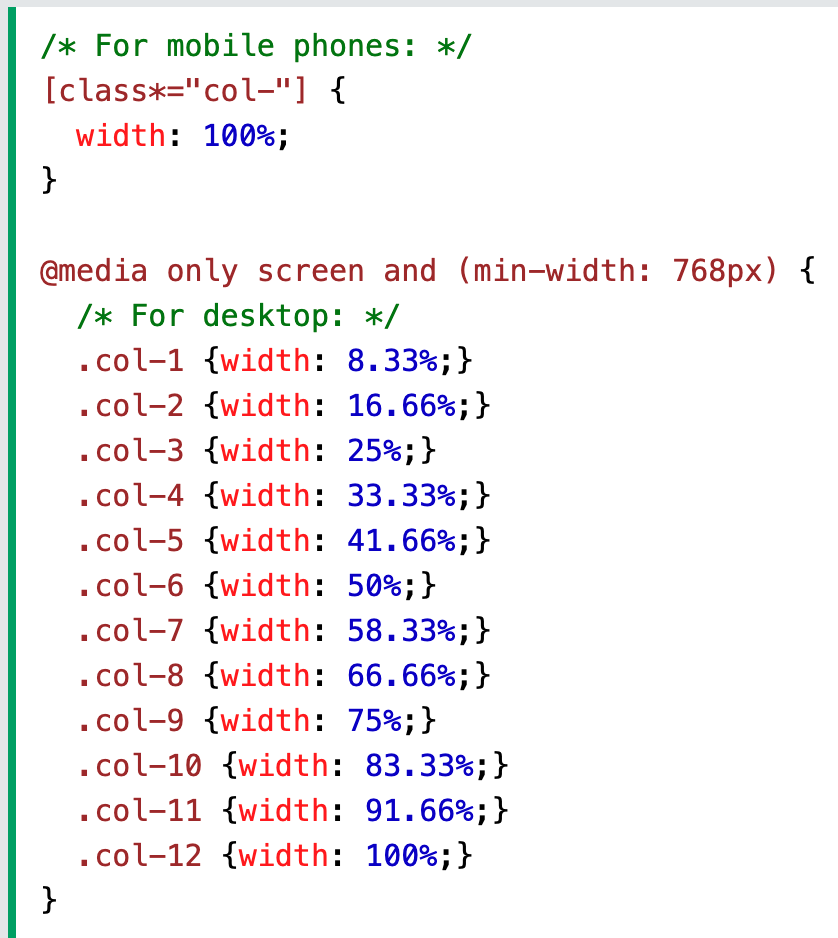 /* For mobile phones: */
[class*="col-"] {
  width: 100%;
}

@media only screen and (min-width: 768px) {
  /* For desktop: */
  .col-1 {width: 8.33%;}
  .col-2 {width: 16.66%;}
  .col-3 {width: 25%;}
  .col-4 {width: 33.33%;}
  .col-5 {width: 41.66%;}
  .col-6 {width: 50%;}
  .col-7 {width: 58.33%;}
  .col-8 {width: 66.66%;}
  .col-9 {width: 75%;}
  .col-10 {width: 83.33%;}
  .col-11 {width: 91.66%;}
  .col-12 {width: 100%;}
}